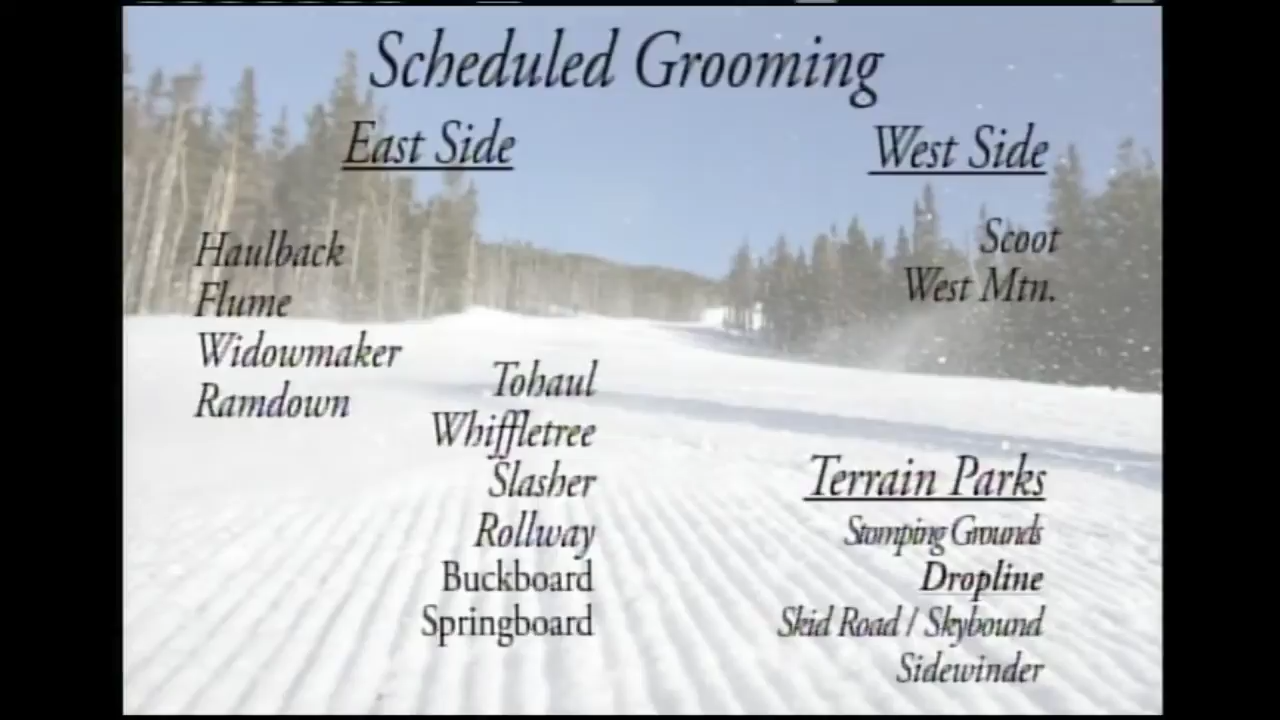 Scheduled Grooming
East Side
Haulback
Flume
Widowmaker
Ramdown
Tohaul
Whiffletree
Slasher
Rollway
Buckboard
Springboard
West Side
Scoot
West Mtn.
Terrain Parks
Stomping Grounds
Dropline
Skid Road / Skybound
Sidewinder